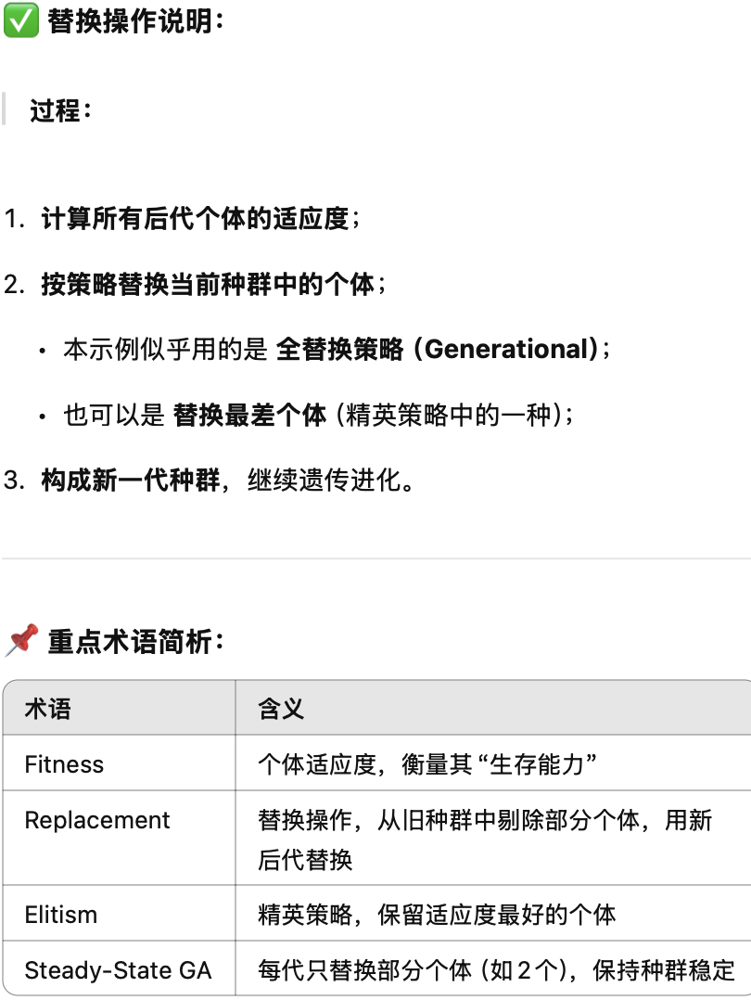 ✅ 替换操作说明：
过程：
1. 计算所有后代个体的适应度；
2. 按策略替换当前种群中的个体；
• 本示例似乎用的是 全替换策略（Generational）；
• 也可以是 替换最差个体（精英策略中的一种）；
3. 构成新一代种群，继续遗传进化。
📌 重点术语简析：
术语 含义
Fitness 个体适应度，衡量其“生存能力”
Replacement 替换操作，从旧种群中剔除部分个体，用新
后代替换
Elitism 精英策略，保留适应度最好的个体
Steady-State GA 每代只替换部分个体（如2个），保持种群稳定